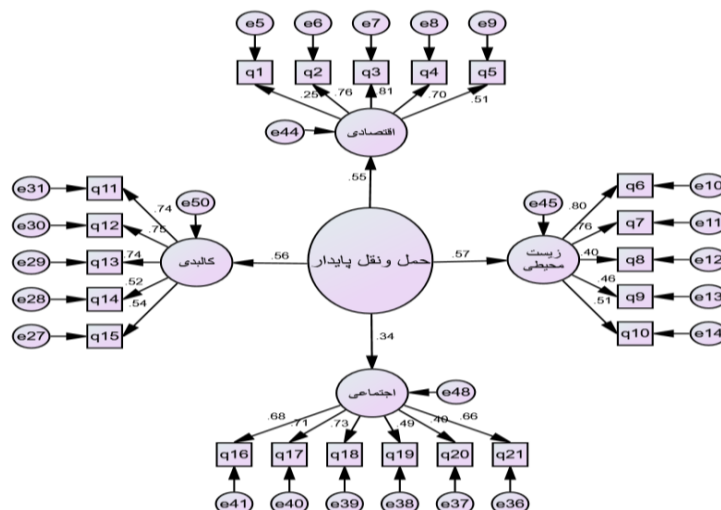 e5 e6 e7 e8 e9
q1 q2 q3 q4 q5
.25 .76 .81 .70 .51
e44 اقتصادی
.55
e31 q11 .74
e30 q12 .75
e29 q13 .74
e28 q14 .52
e27 q15 .54
e50
کالبدی
.56
حمل و نقل پایدار
.57
e45
زیست
محیطی
.80 q6 e10
.76 q7 e11
.40 q8 e12
.46 q9 e13
.51 q10 e14
.34
اجتماعی e48
.68 .71 .73 .49 .40 .66
q16 q17 q18 q19 q20 q21
e41 e40 e39 e38 e37 e36